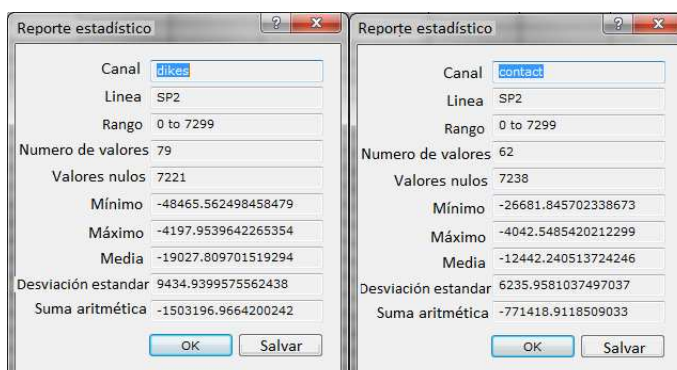 Reporte estadístico
Canal dikes
Linea SP2
Rango 0 to 7299
Numero de valores 79
Valores nulos 7221
Mínimo -48465.562498458479
Máximo -4197.9539642265354
Media -19027.809701519294
Desviación estandar 9434.9399575562438
Suma aritmética -1503196.9664200242
OK Salvar
Reporte estadístico
Canal contact
Linea SP2
Rango 0 to 7299
Numero de valores 62
Valores nulos 7238
Mínimo -26681.845702338673
Máximo -4042.5485420212299
Media -12442.240513724246
Desviación estandar 6235.9581037497037
Suma aritmética -771418.9118509033
OK Salvar